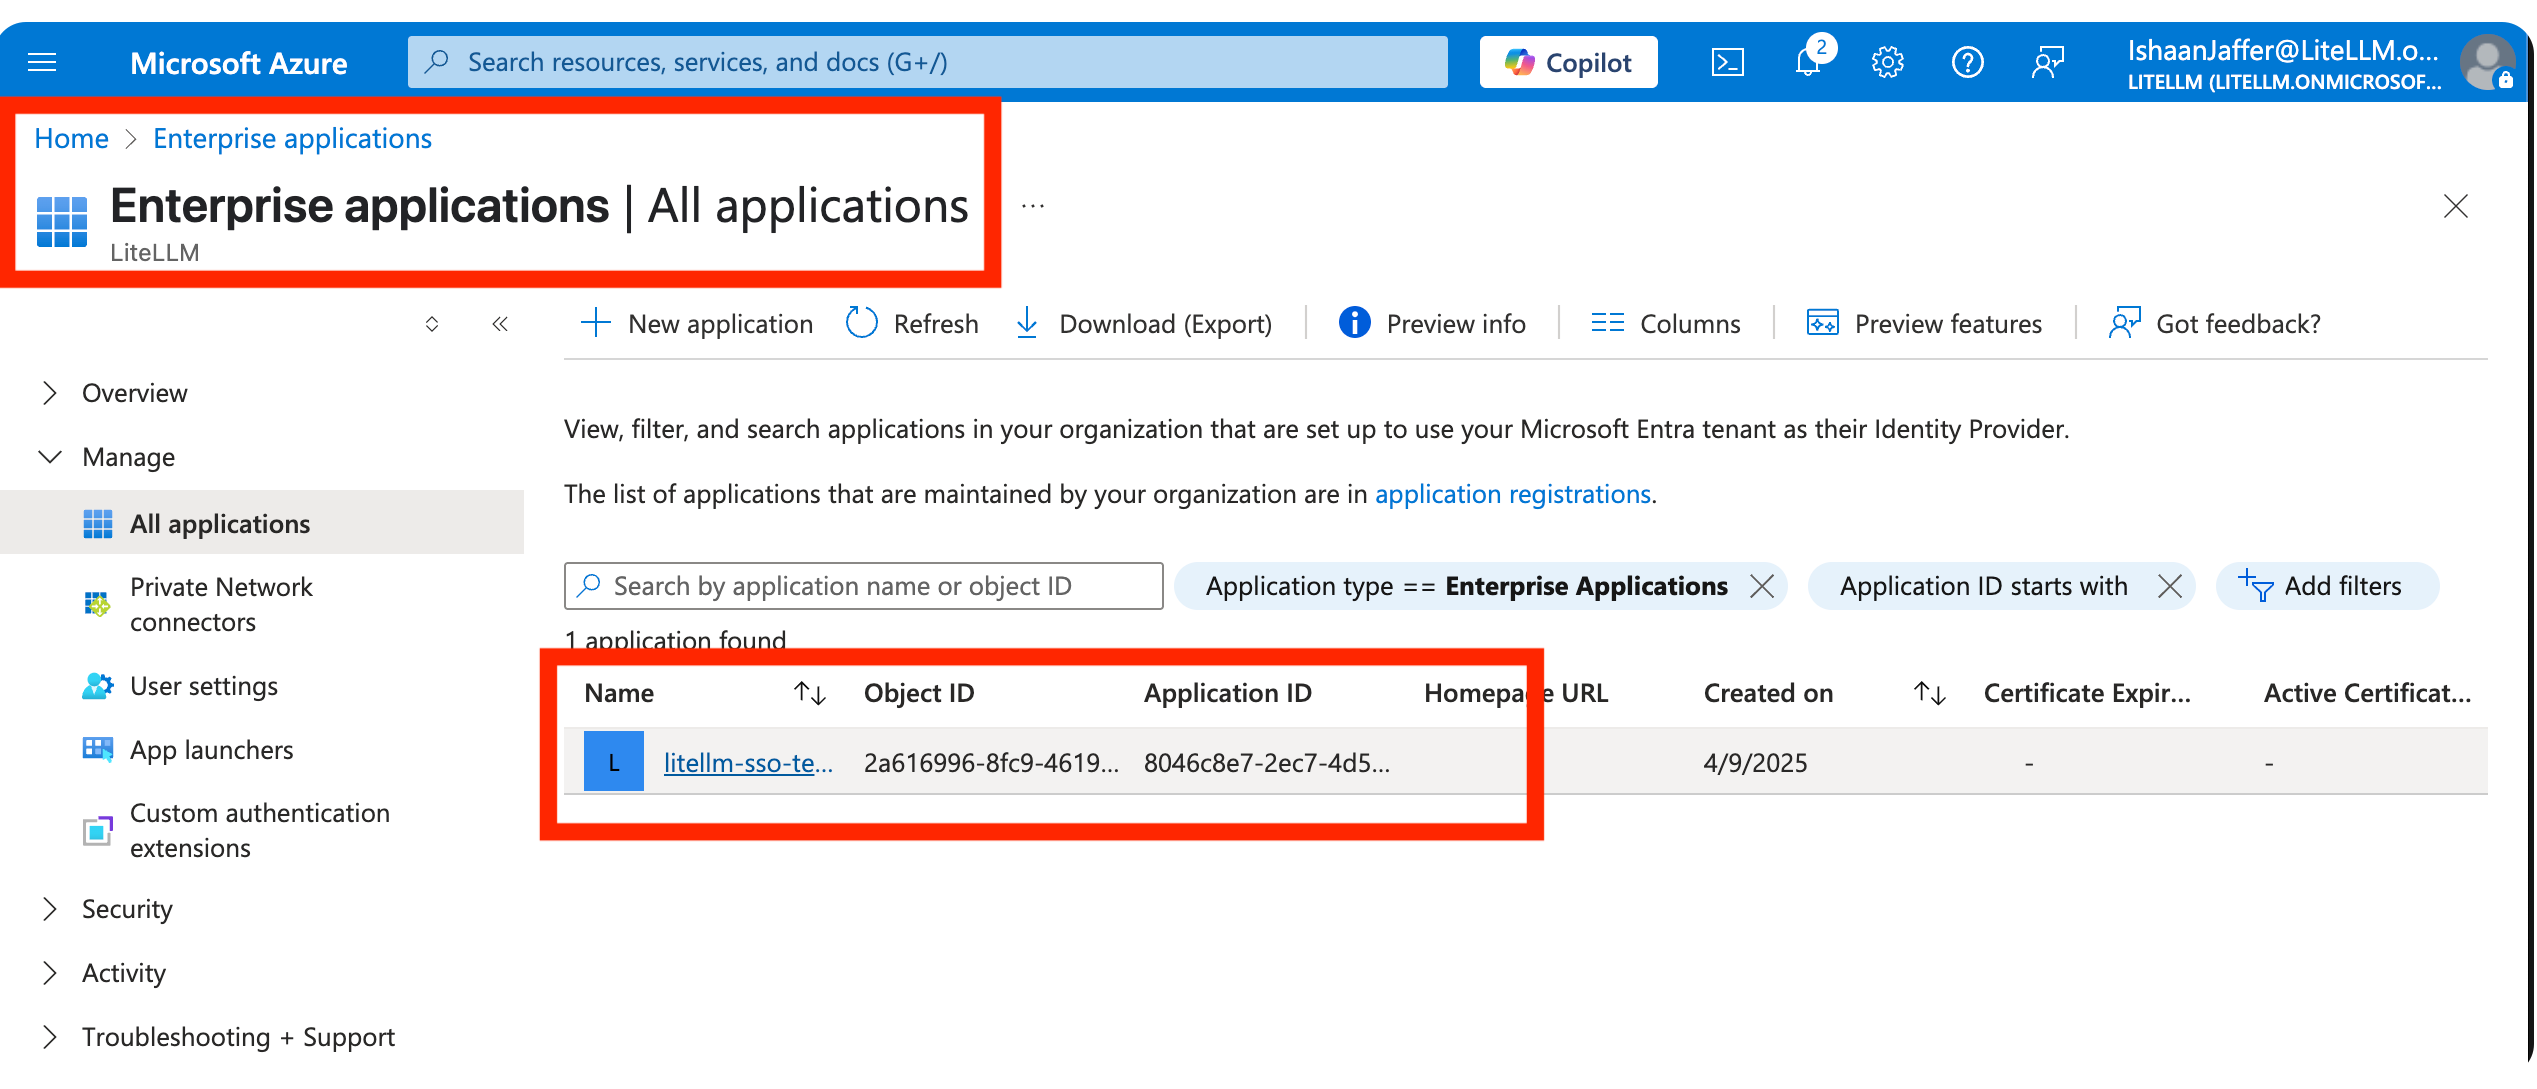 Microsoft Azure
Search resources, services, and docs (G+/)
Copilot
2
IshaanJaffer@LiteLLM.o...
LITELLM (LITELLM.ONMICROSOF...
Home > Enterprise applications
Enterprise applications | All applications
LiteLLM
...
New application
Refresh
Download (Export)
Preview info
Columns
Preview features
Got feedback?
Overview
Manage
All applications
Private Network
connectors
User settings
App launchers
Custom authentication
extensions
Security
Activity
Troubleshooting + Support
View, filter, and search applications in your organization that are set up to use your Microsoft Entra tenant as their Identity Provider.
The list of applications that are maintained by your organization are in application registrations.
Search by application name or object ID
Application type == Enterprise Applications
Application ID starts with
Add filters
1 application found
Name Object ID Application ID Homepage URL Created on Certificate Expir... Active Certificat...
L litellm-sso-te... 2a616996-8fc9-4619... 8046c8e7-2ec7-4d5... 4/9/2025 - -